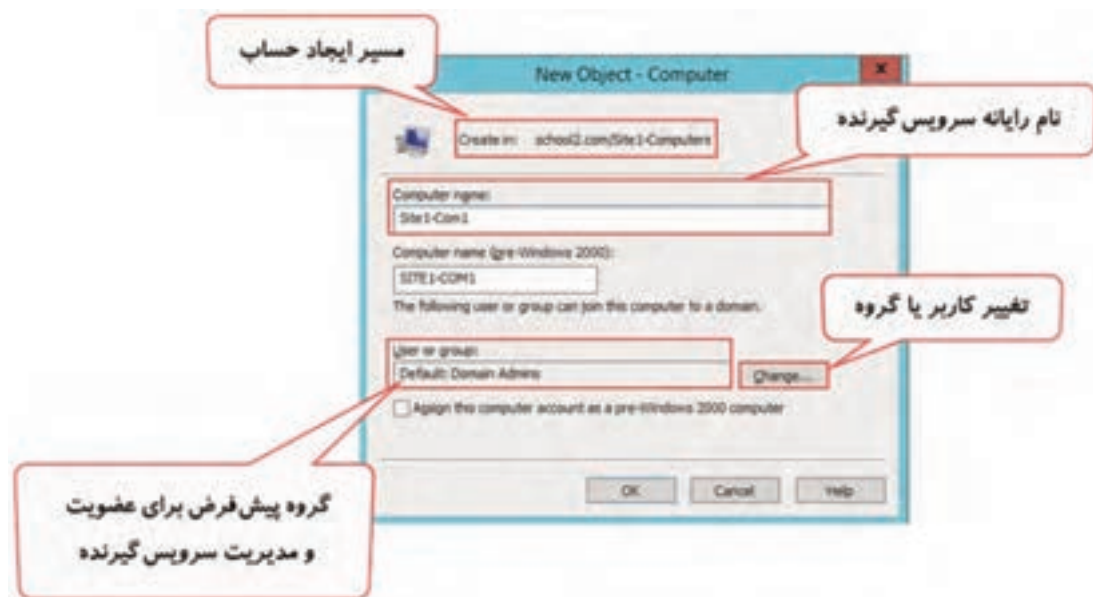 مسیر ایجاد حساب
New Object - Computer
x
نام رایانه سرویس‌گیرنده
Create in: school2.com/Site1-Computers
Computer name:
Site1-Com1
Computer name (pre-Windows 2000):
SITE1-COM1
The following user or group can join this computer to a domain.
تغییر کاربر یا گروه
User or group:
Default: Domain Admins
Change...
Assign this computer account as a pre-Windows 2000 computer
OK Cancel Help
گروه پیش‌فرض برای عضویت
و مدیریت سرویس‌گیرنده